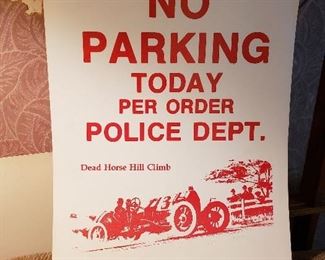 NO
PARKING
TODAY
PER ORDER
POLICE DEPT.
Dead Horse Hill Climb